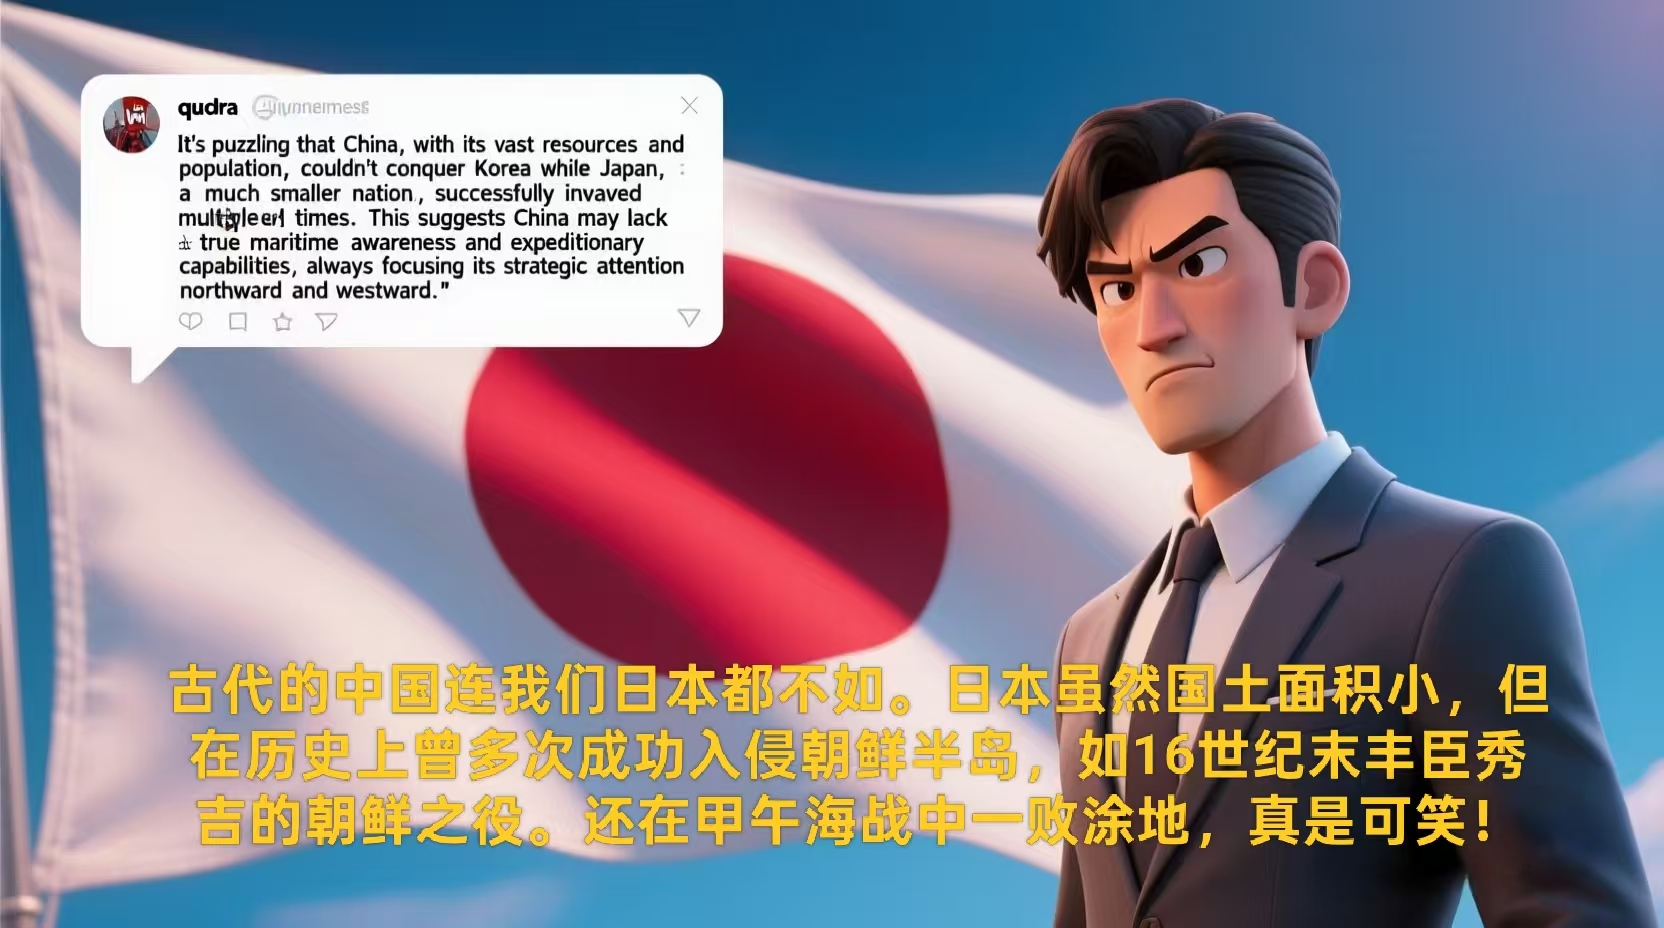 qudra
It's puzzling that China, with its vast resources and
population, couldn't conquer Korea while Japan,
a much smaller nation, successfully invaved
times. This suggests China may lack
true maritime awareness and expeditionary
capabilities, always focusing its strategic attention
northward and westward."
古代的中国连我们日本都不如。日本虽然国土面积小，但
在历史上曾多次成功入侵朝鲜半岛，如16世纪末丰臣秀
吉的朝鲜之役。还在甲午海战中一败涂地，真是可笑！